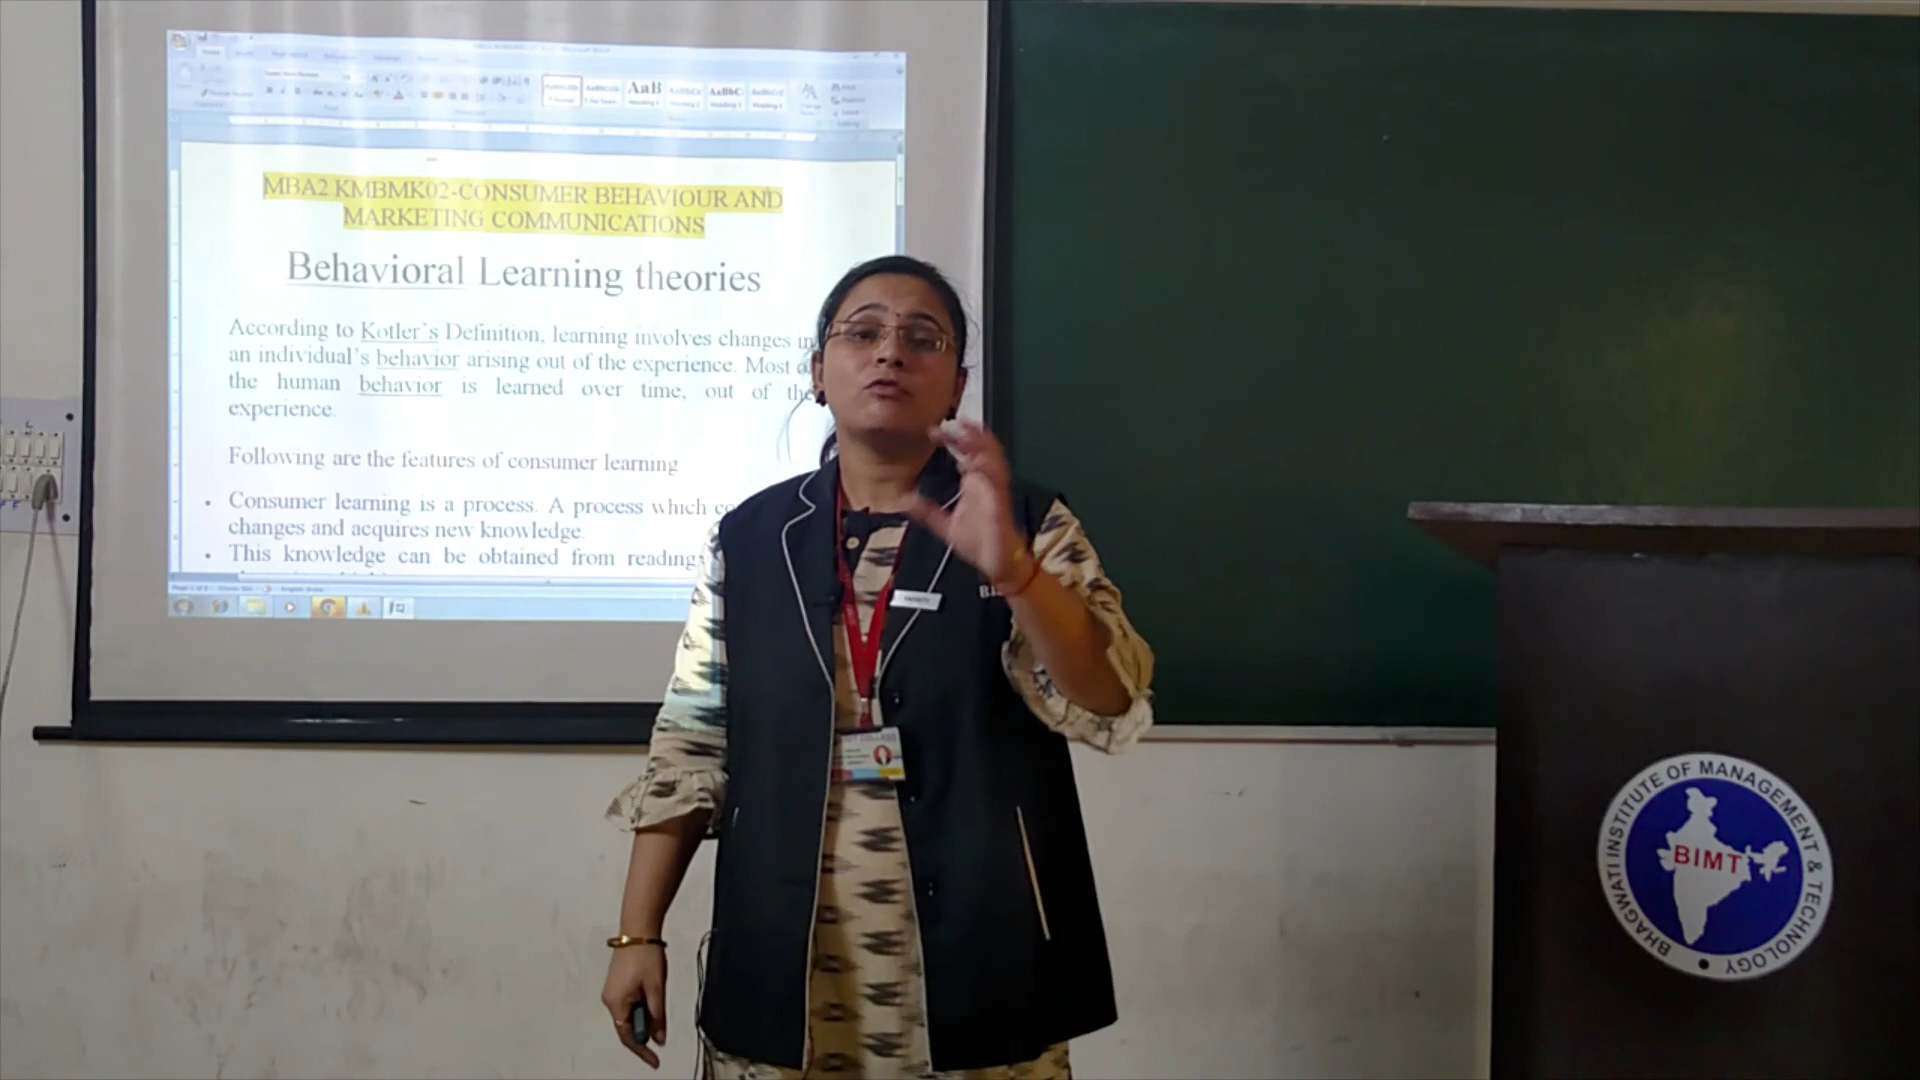 AaB
MBA2 KMBMK02-CONSUMER BEHAVIOUR AND
MARKETING COMMUNICATIONS
Behavioral Learning theories
According to Kotler's Definition, learning involves changes in
an individual's behavior arising out of the experience. Most
the human behavior is learned over time, out of the
experience.
Following are the features of consumer learning
Consumer learning is a process. A process which
changes and acquires new knowledge.
This knowledge can be obtained from reading
BHAGWATI INSTITUTE OF MANAGEMENT & TECHNOLOGY
BIMT